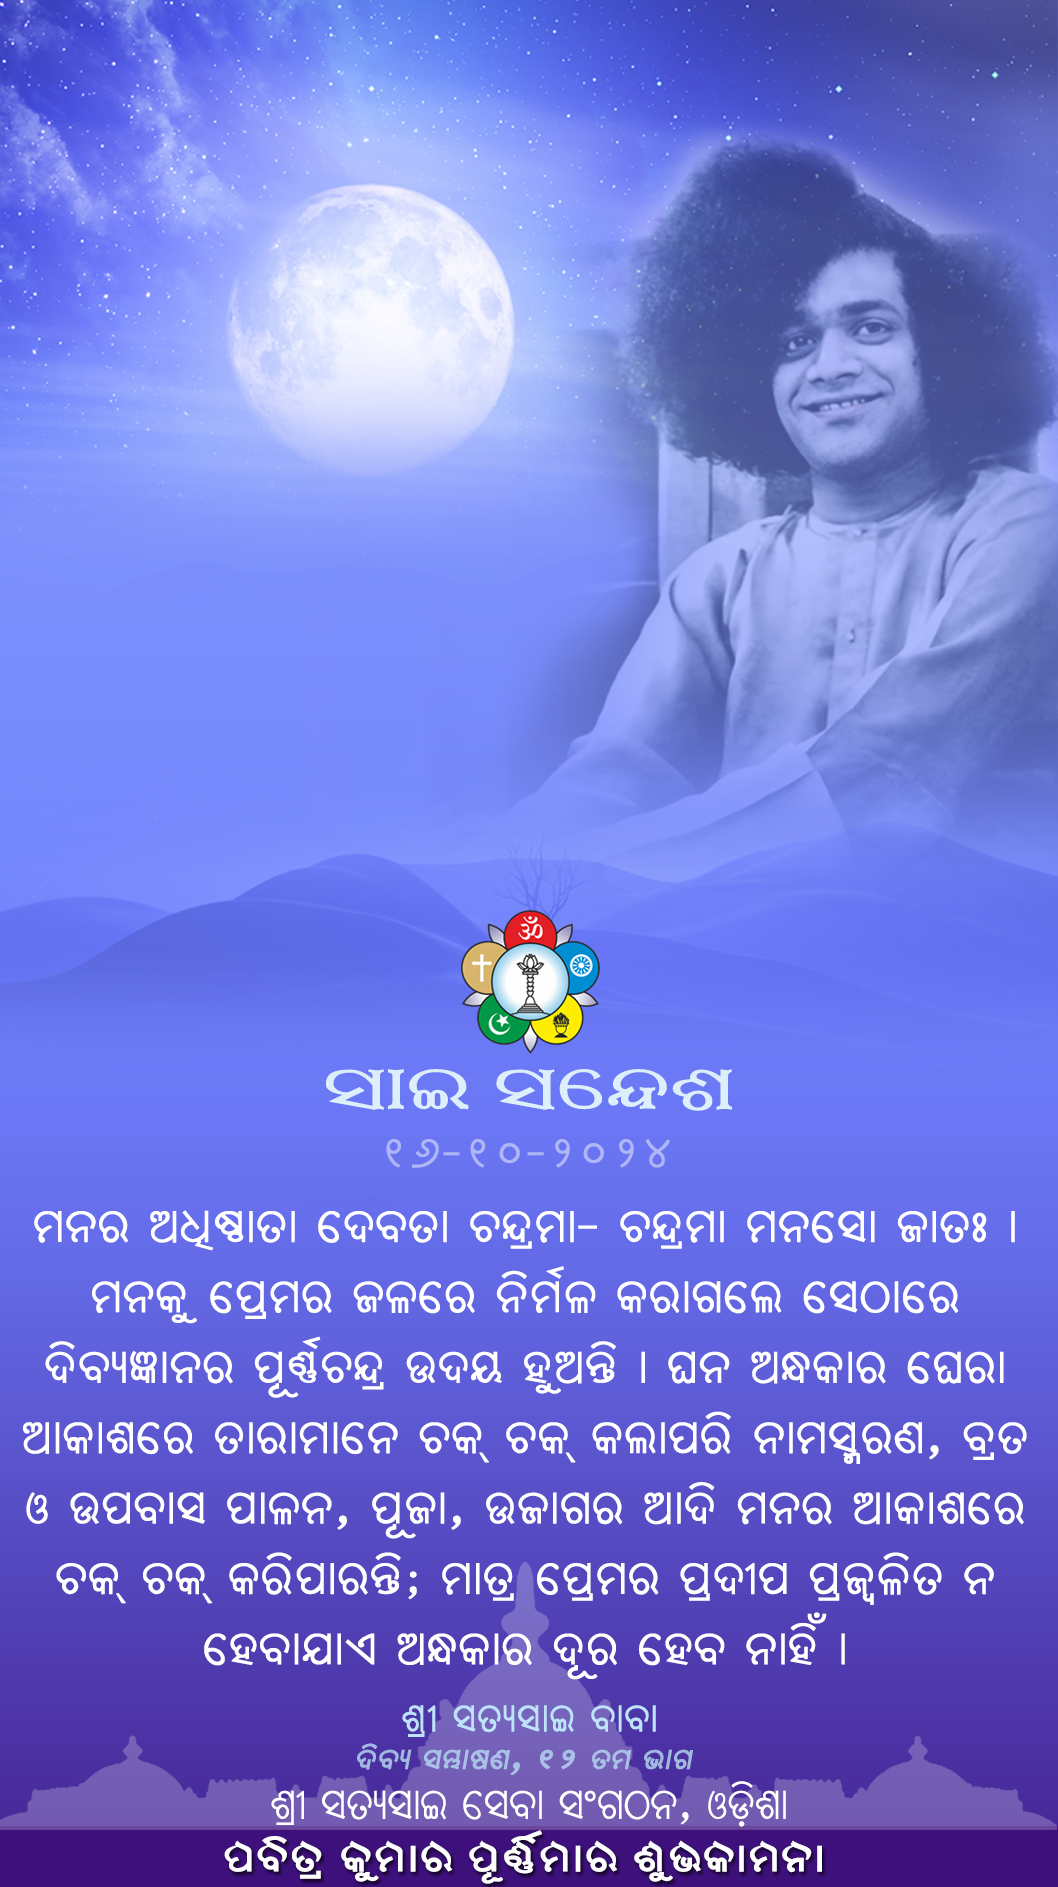 ॐ
ସାଇ ସନ୍ଦେଶ
୧୬-୧୦-୨୦୨୪
ମନର ଅଧିଷ୍ଠାତା ଦେବତା ଚନ୍ଦ୍ରମା- ଚନ୍ଦ୍ରମା ମନସୋ ଜାତଃ ।
ମନକୁ ପ୍ରେମର ଜଳରେ ନିର୍ମଳ କରାଗଲେ ସେଠାରେ
ଦିବ୍ୟଜ୍ଞାନର ପୂର୍ଣ୍ଣଚନ୍ଦ୍ର ଉଦୟ ହୁଅନ୍ତି । ଘନ ଅନ୍ଧକାର ଘେରା
ଆକାଶରେ ତାରାମାନେ ଚକ୍ ଚକ୍ କଲାପରି ନାମସ୍ମରଣ, ବ୍ରତ
ଓ ଉପବାସ ପାଳନ, ପୂଜା, ଉଜାଗର ଆଦି ମନର ଆକାଶରେ
ଚକ୍ ଚକ୍ କରିପାରନ୍ତି; ମାତ୍ର ପ୍ରେମର ପ୍ରଦୀପ ପ୍ରଜ୍ୱଳିତ ନ
ହେବାଯାଏ ଅନ୍ଧକାର ଦୂର ହେବ ନାହିଁ ।
ଶ୍ରୀ ସତ୍ୟସାଇ ବାବା
ଦିବ୍ୟ ସମ୍ଭାଷଣ, ୧୨ ତମ ଭାଗ
ଶ୍ରୀ ସତ୍ୟସାଇ ସେବା ସଂଗଠନ, ଓଡ଼ିଶା
ପବିତ୍ର କୁମାର ପୂର୍ଣ୍ଣିମାର ଶୁଭକାମନା